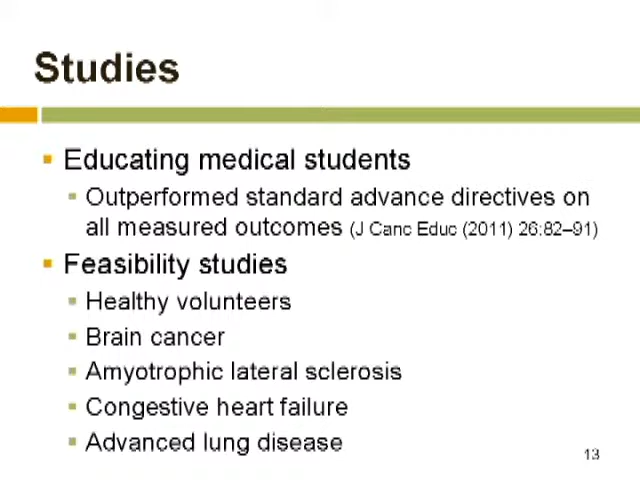 Studies
Educating medical students
Outperformed standard advance directives on
all measured outcomes (J Canc Educ (2011) 26:82–91)
Feasibility studies
Healthy volunteers
Brain cancer
Amyotrophic lateral sclerosis
Congestive heart failure
Advanced lung disease
13